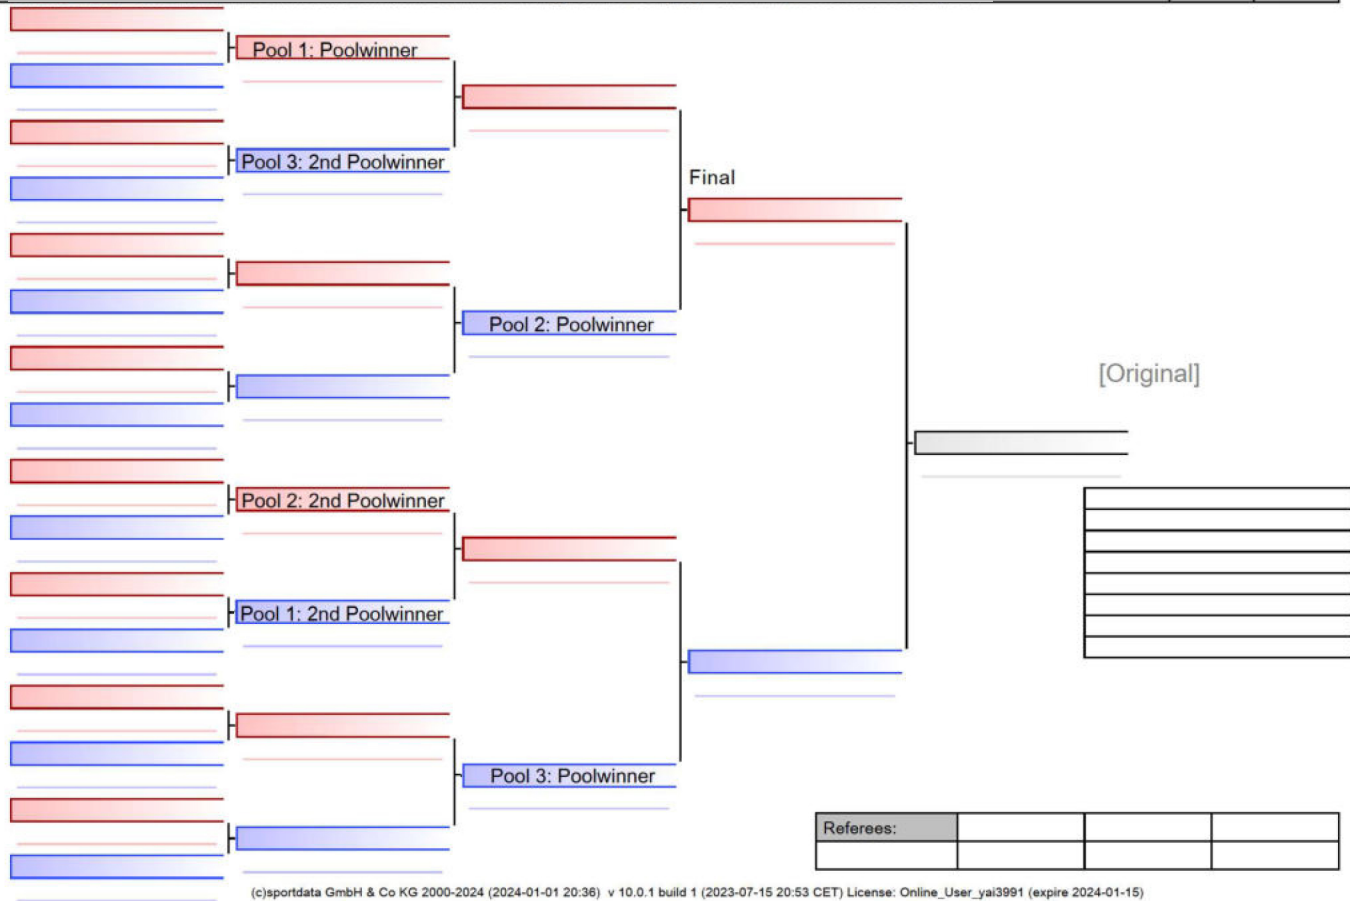 Pool 1: Poolwinner
Pool 3: 2nd Poolwinner
Final
Pool 2: Poolwinner
[Original]
Pool 2: 2nd Poolwinner
Pool 1: 2nd Poolwinner
Pool 3: Poolwinner
Referees:
(c)sportdata GmbH & Co KG 2000-2024 (2024-01-01 20:36) v 10.0.1 build 1 (2023-07-15 20:53 CET) License: Online_User_yai3991 (expire 2024-01-15)